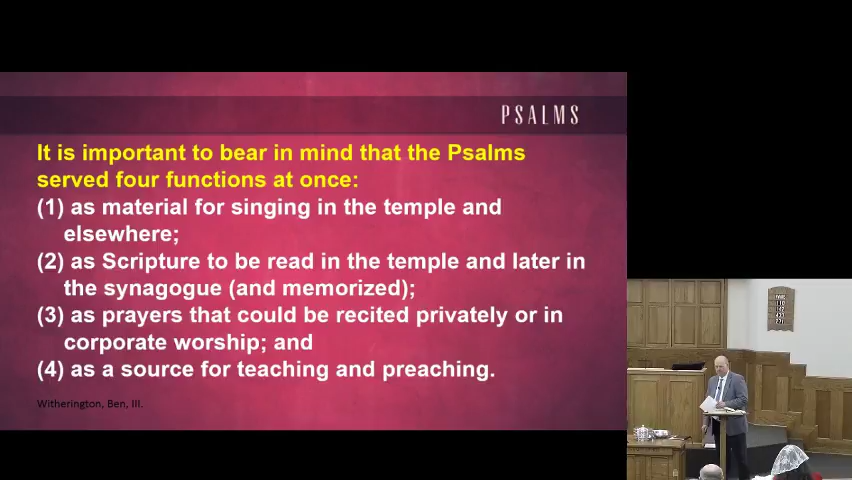 PSALMS
It is important to bear in mind that the Psalms
served four functions at once:
(1) as material for singing in the temple and
elsewhere;
(2) as Scripture to be read in the temple and later in
the synagogue (and memorized);
(3) as prayers that could be recited privately or in
corporate worship; and
(4) as a source for teaching and preaching.
Witherington, Ben, III.